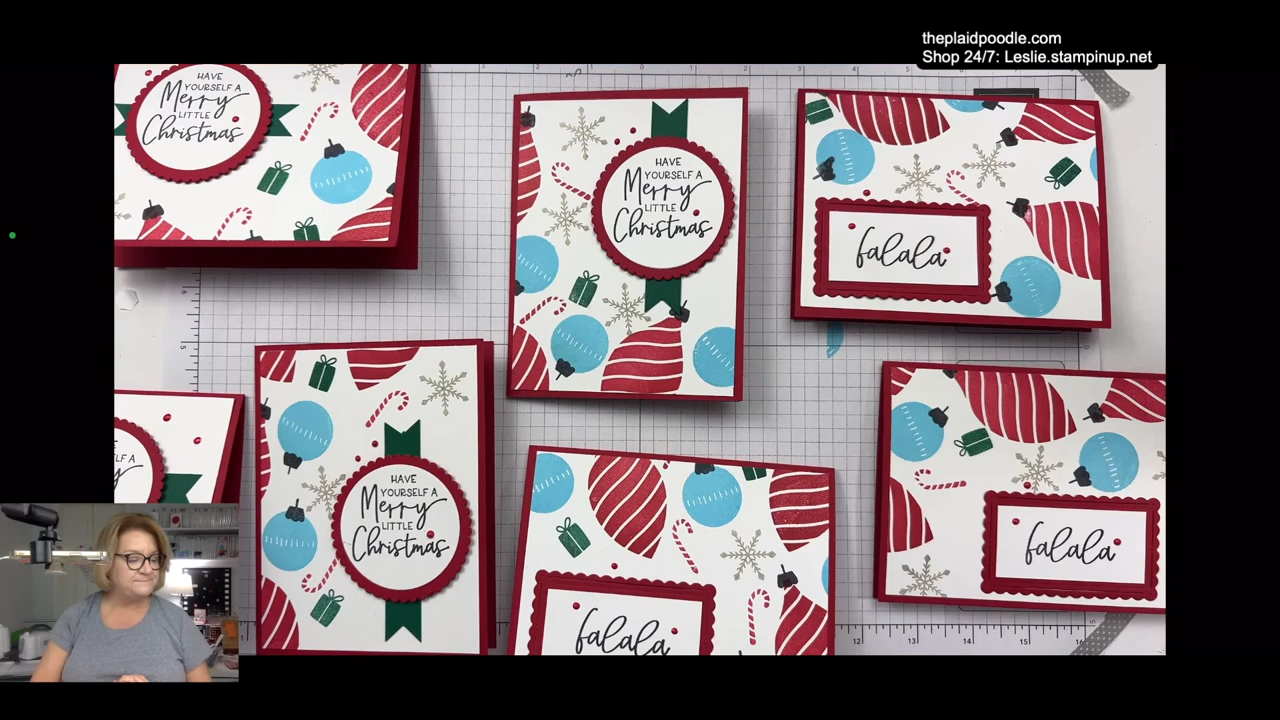 theplaidpoodle.com
Shop 24/7: Leslie.stampinup.net
HAVE
YOURSELF A
Merry
LITTLE
Christmas
HAVE
YOURSELF A
Merry
LITTLE
Christmas
falala
HAVE
YOURSELF A
Merry
LITTLE
Christmas
falala
falala